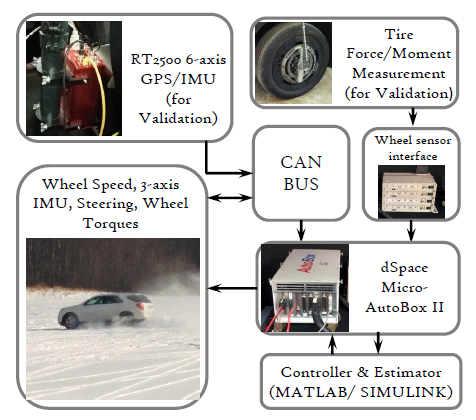 RT2500 6-axis
GPS/IMU
(for
Validation)
Tire
Force/Moment
Measurement
(for Validation)
Wheel sensor
interface
CAN
BUS
Wheel Speed, 3-axis
IMU, Steering, Wheel
Torques
AutoBox
dSpace
Micro-
AutoBox II
Controller & Estimator
(MATLAB/ SIMULINK)